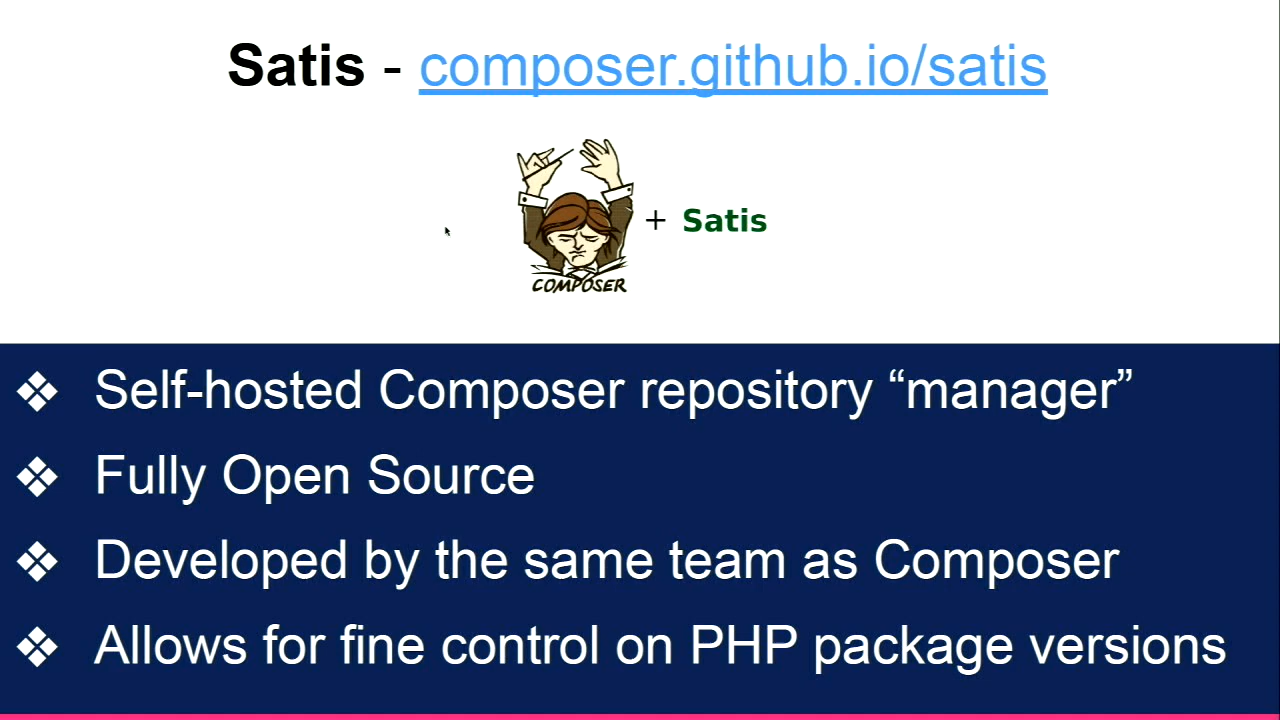 Satis - composer.github.io/satis
+ Satis
COMPOSER
❖ Self-hosted Composer repository “manager”
❖ Fully Open Source
❖ Developed by the same team as Composer
❖ Allows for fine control on PHP package versions